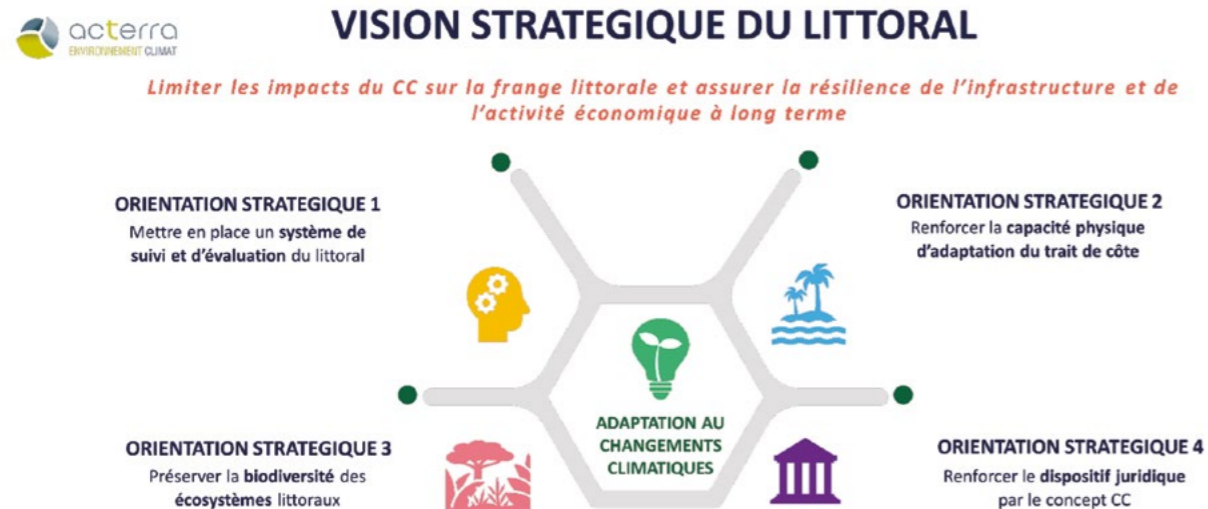 acterra
ENVIRONNEMENT CLIMAT
VISION STRATEGIQUE DU LITTORAL
Limiter les impacts du CC sur la frange littorale et assurer la résilience de l'infrastructure et de
l'activité économique à long terme
ORIENTATION STRATEGIQUE 1
Mettre en place un système de
suivi et d'évaluation du littoral
ORIENTATION STRATEGIQUE 2
Renforcer la capacité physique
d'adaptation du trait de côte
ADAPTATION AU
CHANGEMENTS
CLIMATIQUES
ORIENTATION STRATEGIQUE 3
Préserver la biodiversité des
écosystèmes littoraux
ORIENTATION STRATEGIQUE 4
Renforcer le dispositif juridique
par le concept CC